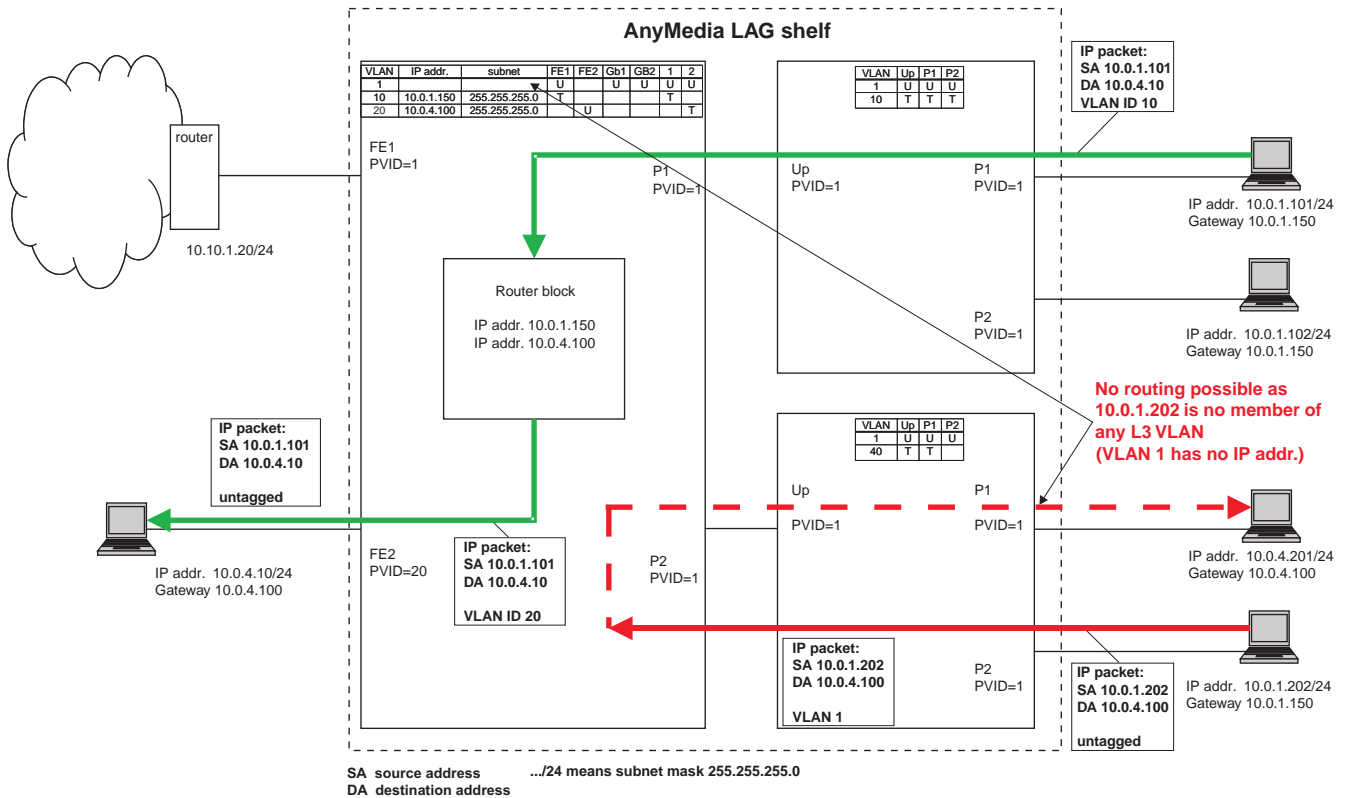 AnyMedia LAG shelf
VLAN IP addr. subnet FE1 FE2 Gb1 GB2 1 2
1 U U U U U
10 10.0.1.150 255.255.255.0 T T
20 10.0.4.100 255.255.255.0 U T
VLAN Up P1 P2
1 U U U
10 T T T
IP packet:
SA 10.0.1.101
DA 10.0.4.10
VLAN ID 10
router
10.10.1.20/24
FE1
PVID=1
P1
PVID=1
Up
PVID=1
P1
PVID=1
IP addr. 10.0.1.101/24
Gateway 10.0.1.150
Router block
IP addr. 10.0.1.150
IP addr. 10.0.4.100
P2
PVID=1
IP addr. 10.0.1.102/24
Gateway 10.0.1.150
No routing possible as
10.0.1.202 is no member of
any L3 VLAN
(VLAN 1 has no IP addr.)
IP packet:
SA 10.0.1.101
DA 10.0.4.10
untagged
VLAN Up P1 P2
1 U U U
40 T T
Up
PVID=1
P1
PVID=1
IP addr. 10.0.4.10/24
Gateway 10.0.4.100
FE2
PVID=20
IP packet:
SA 10.0.1.101
DA 10.0.4.10
VLAN ID 20
P2
PVID=1
IP addr. 10.0.4.201/24
Gateway 10.0.4.100
IP packet:
SA 10.0.1.202
DA 10.0.4.100
VLAN 1
P2
PVID=1
IP packet:
SA 10.0.1.202
DA 10.0.4.100
untagged
IP addr. 10.0.1.202/24
Gateway 10.0.1.150
SA source address .../24 means subnet mask 255.255.255.0
DA destination address